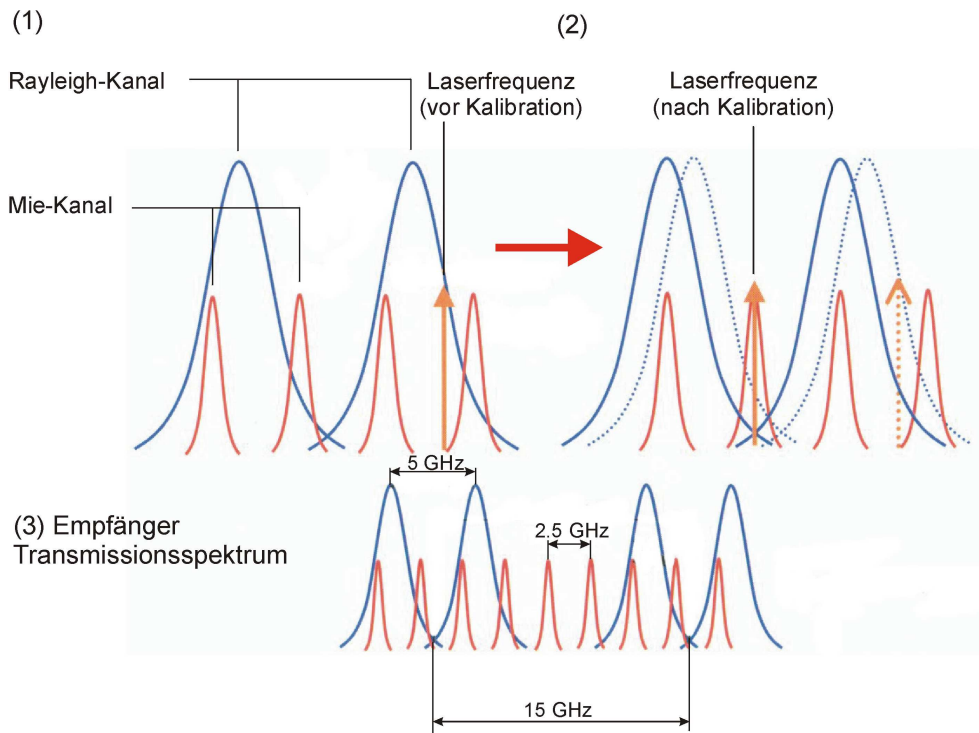 (1)
(2)
Rayleigh-Kanal
Laserfrequenz
(vor Kalibration)
Laserfrequenz
(nach Kalibration)
Mie-Kanal
5 GHz
(3) Empfänger
Transmissionsspektrum
2.5 GHz
15 GHz